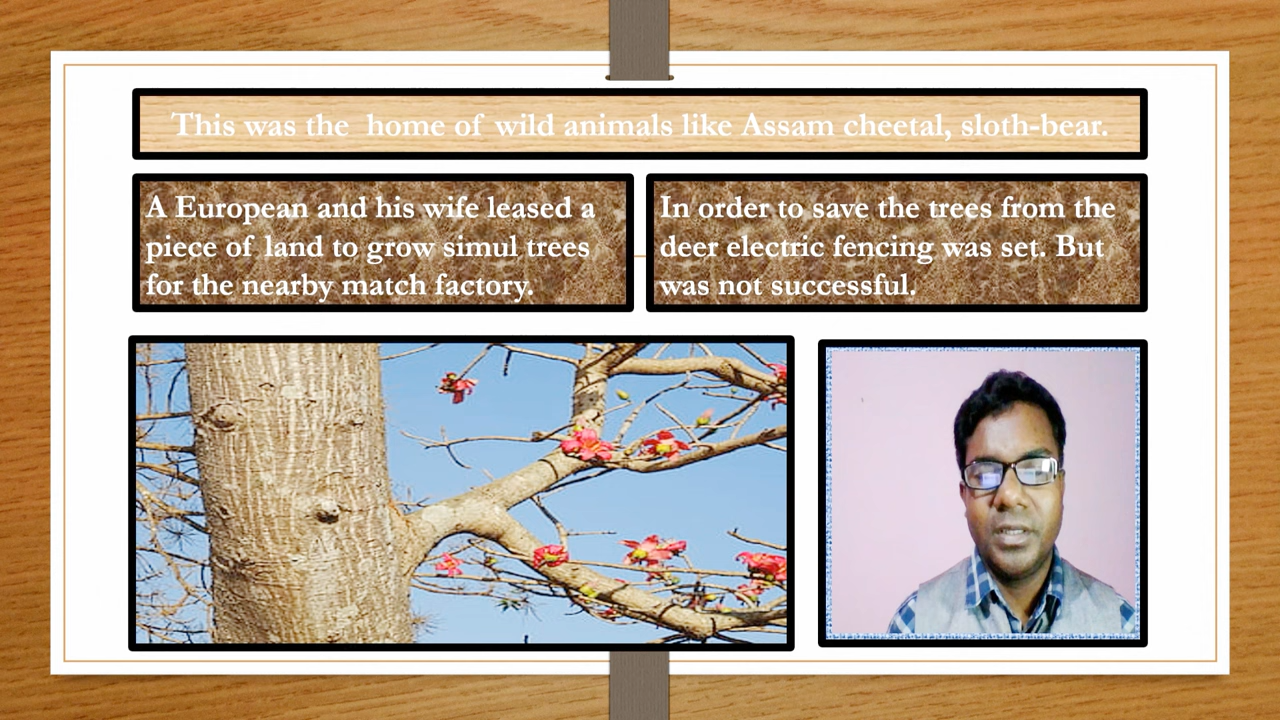 This was the home of wild animals like Assam cheetal, sloth-bear.
A European and his wife leased a
piece of land to grow simul trees
for the nearby match factory.
In order to save the trees from the
deer electric fencing was set. But
was not successful.